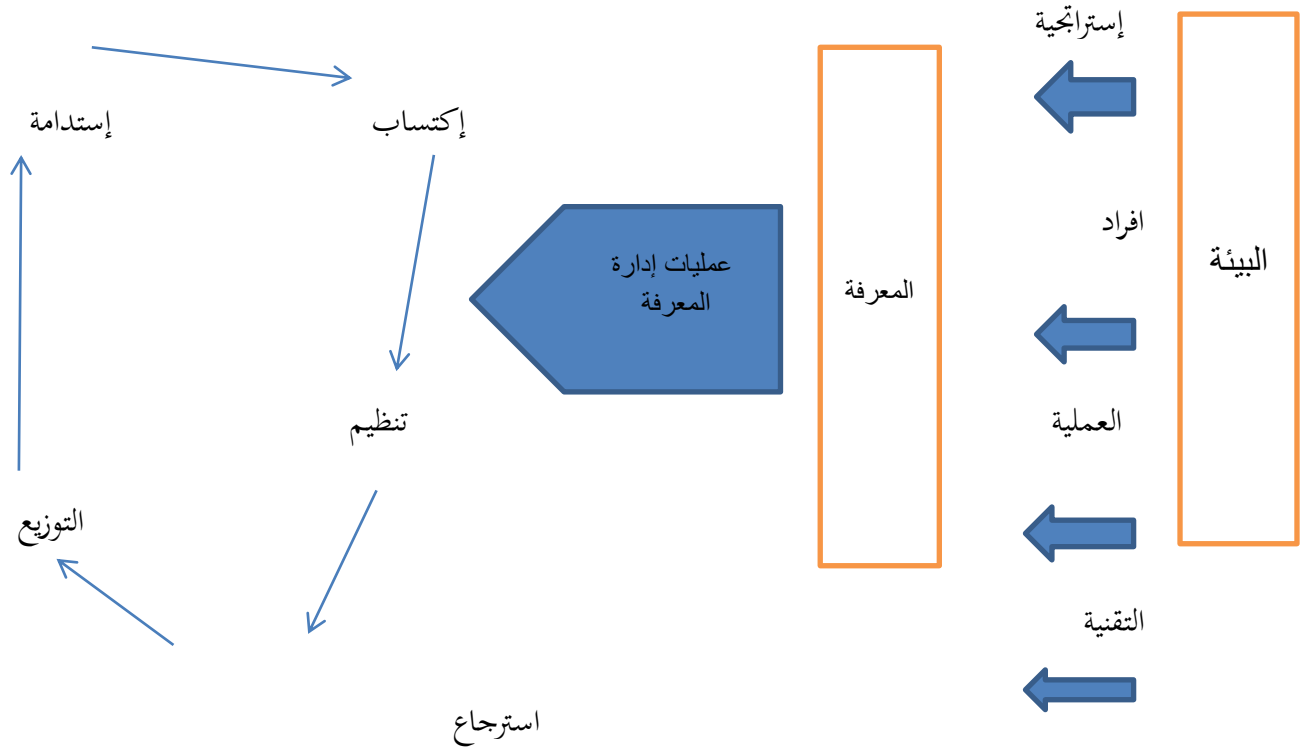 إستراتجية
البيئة
افراد
العملية
التقنية
المعرفة
عمليات إدارة
المعرفة
إكتساب
تنظيم
استرجاع
التوزيع
إستدامة